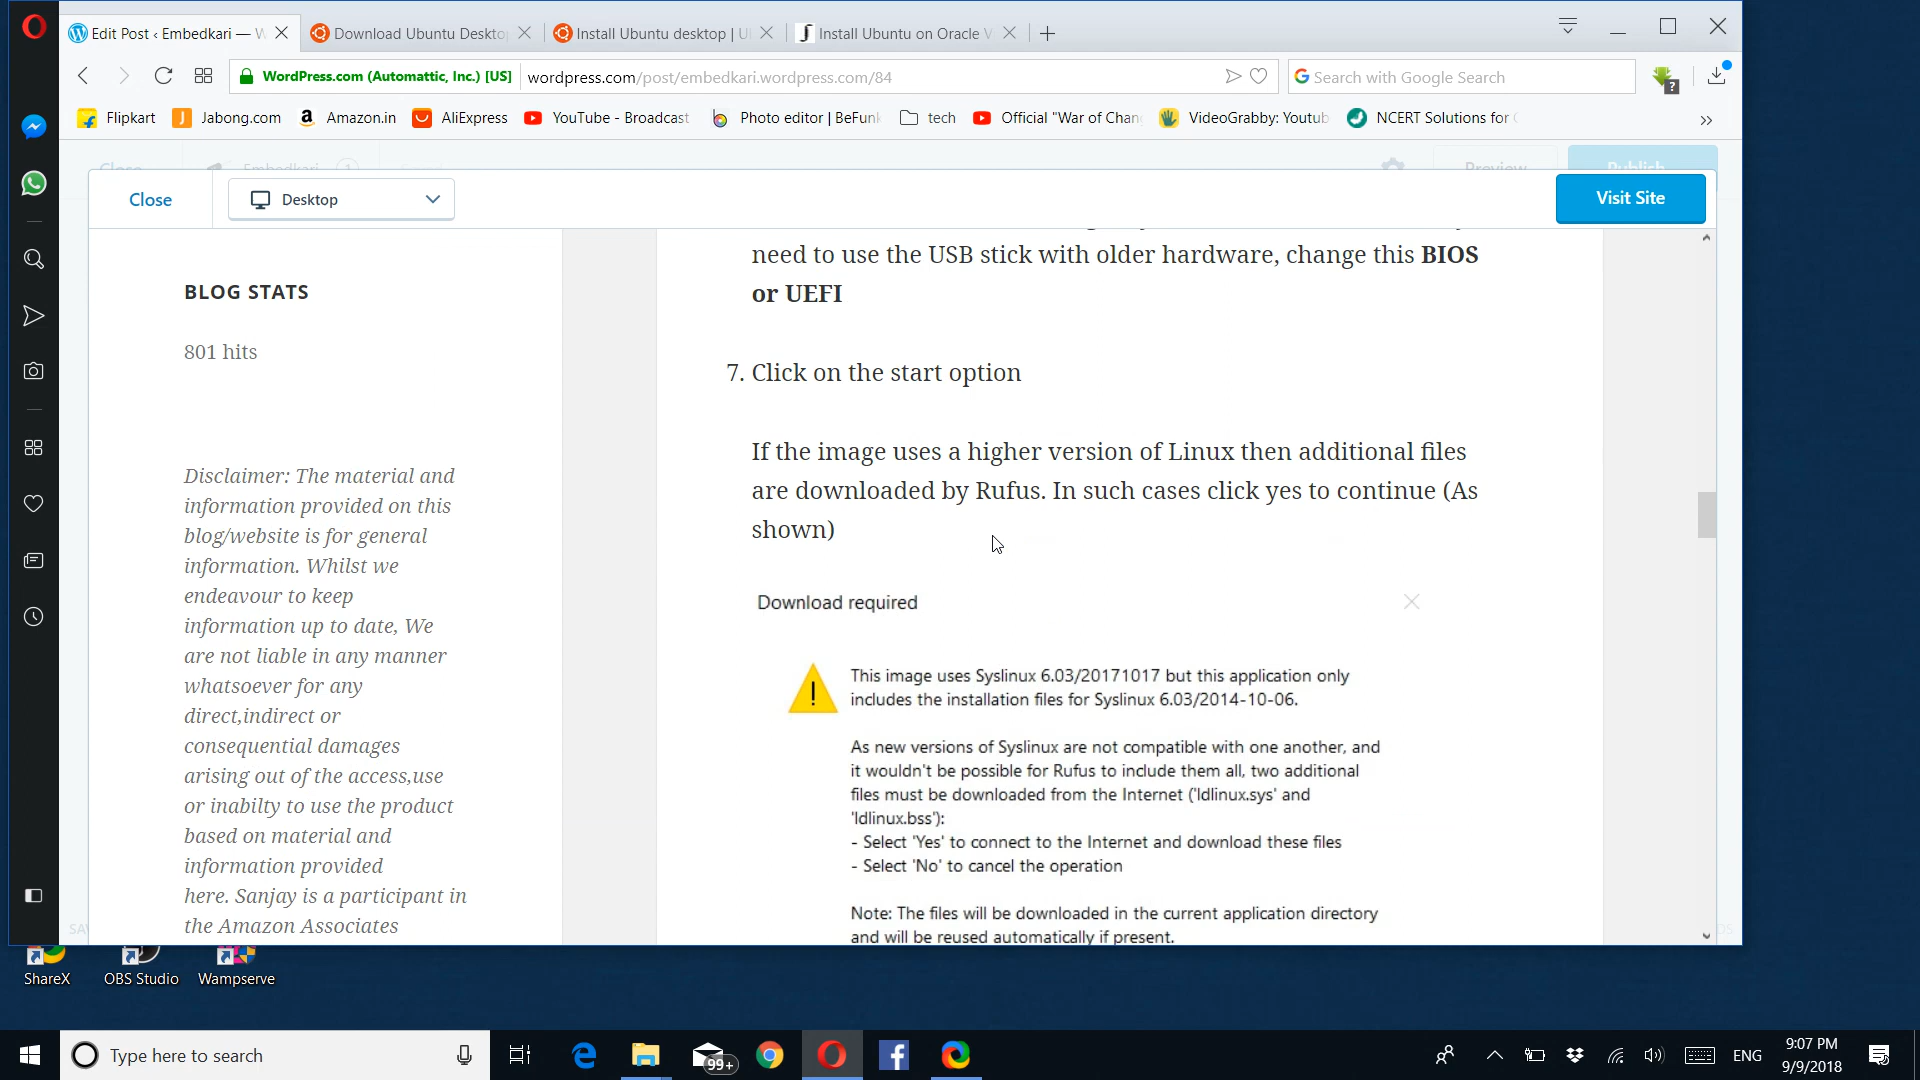 Edit Post ‹ Embedkari — W
Download Ubuntu Deskto
Install Ubuntu desktop | U
Install Ubuntu on Oracle V
WordPress.com (Automattic, Inc.) [US]
wordpress.com/post/embedkari.wordpress.com/84
Search with Google Search
Flipkart
Jabong.com
Amazon.in
AliExpress
YouTube - Broadcast
Photo editor | BeFunk
tech
Official "War of Chan
VideoGrabby: Youtub
NCERT Solutions for C
Close
Embedkari
Preview
Publish
Close
Desktop
Visit Site
BLOG STATS
801 hits
Disclaimer: The material and
information provided on this
blog/website is for general
information. Whilst we
endeavour to keep
information up to date, We
are not liable in any manner
whatsoever for any
direct,indirect or
consequential damages
arising out of the access,use
or inabilty to use the product
based on material and
information provided
here. Sanjay is a participant in
the Amazon Associates
need to use the USB stick with older hardware, change this BIOS
or UEFI
7. Click on the start option
If the image uses a higher version of Linux then additional files
are downloaded by Rufus. In such cases click yes to continue (As
shown)
Download required
This image uses Syslinux 6.03/20171017 but this application only
includes the installation files for Syslinux 6.03/2014-10-06.
As new versions of Syslinux are not compatible with one another, and
it wouldn't be possible for Rufus to include them all, two additional
files must be downloaded from the Internet ('ldlinux.sys' and
'ldlinux.bss'):
- Select 'Yes' to connect to the Internet and download these files
- Select 'No' to cancel the operation
Note: The files will be downloaded in the current application directory
and will be reused automatically if present.
ShareX
OBS Studio
Wampserve
Type here to search
99+
ENG
9:07 PM
9/9/2018